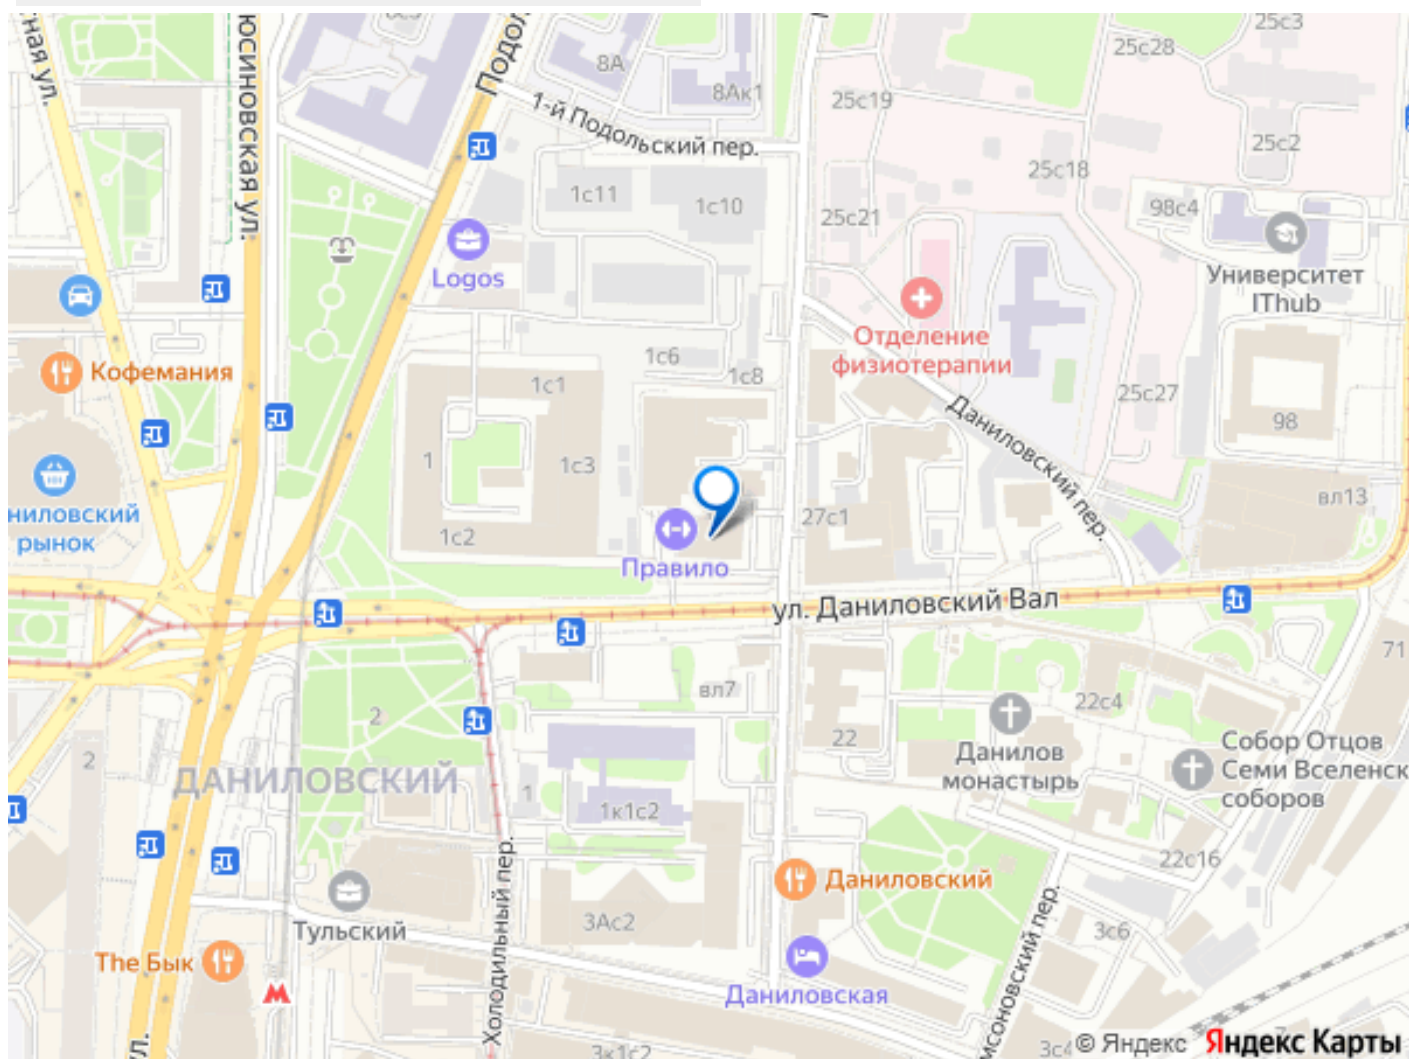 25с3
25с28
8А
8Ак1
25с19
1-й Подольский пер.
25с2
25с18
1с11
1с10
25с21
98с4
юсиновская ул.
ная ул.
Подол
Logos
Университет
IThub
Отделение
физиотерапии
1с6
1с8
Кофемания
1с1
25с27
98
Даниловский пер.
1
1с3
вл13
27с1
ниловский
рынок
1с2
Правило
ул. Даниловский Вал
71
вл7
22с4
2
22
Данилов
монастырь
Собор Отцов
Семи Вселенск
соборов
2
ДАНИЛОВСКИЙ
1
1к1с2
22с16
Холодильный пер.
Даниловский
3Ас2
3с6
Тульский
The Бык
Даниловская
мсоновский пер.
ул.
3к1с2
© Яндекс Яндекс Карты